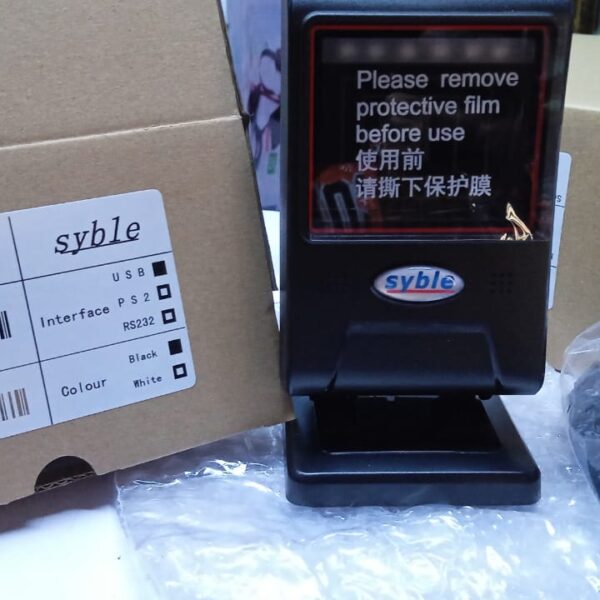 syble
Interface
USB
PS2
RS232
Colour
Black
White
Please remove
protective film
before use
使用前
请撕下保护膜
syble